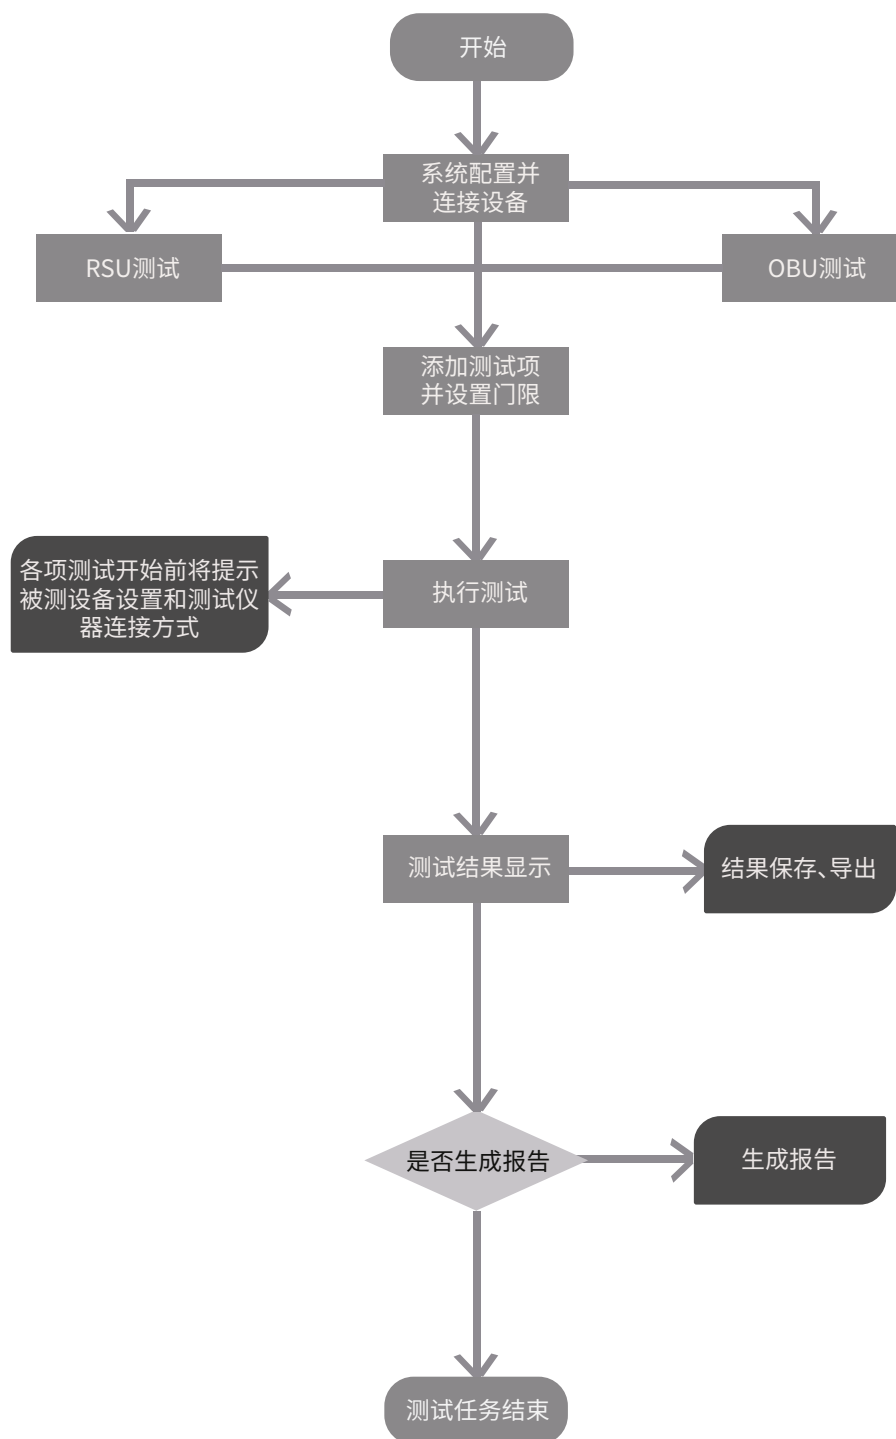 开始
系统配置并
连接设备
RSU测试
OBU测试
添加测试项
并设置门限
各项测试开始前将提示
被测设备设置和测试仪
器连接方式
执行测试
测试结果显示
结果保存、导出
是否生成报告
生成报告
测试任务结束